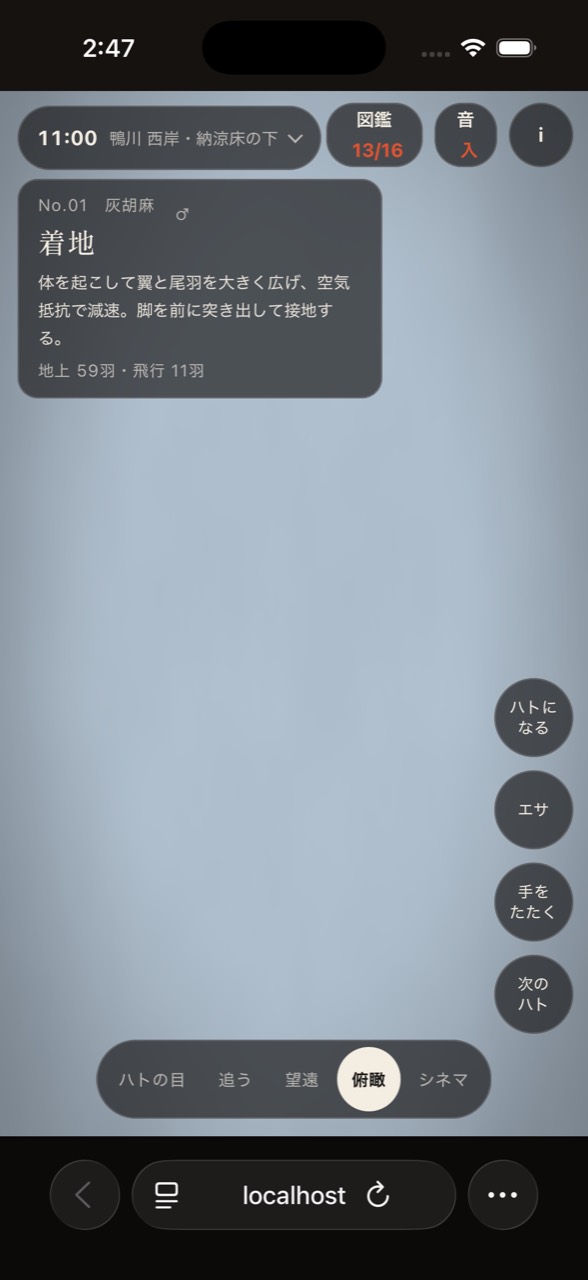 2:47
11:00 鴨川 西岸・納涼床の下
図鑑
13/16
音
入
i
No.01 灰胡麻 ♂
着地
体を起こして翼と尾羽を大きく広げ、空気
抵抗で減速。脚を前に突き出して接地す
る。
地上 59羽・飛行 11羽
ハトに
なる
エサ
手を
たたく
次の
ハト
ハトの目 追う 望遠 俯瞰 シネマ
localhost